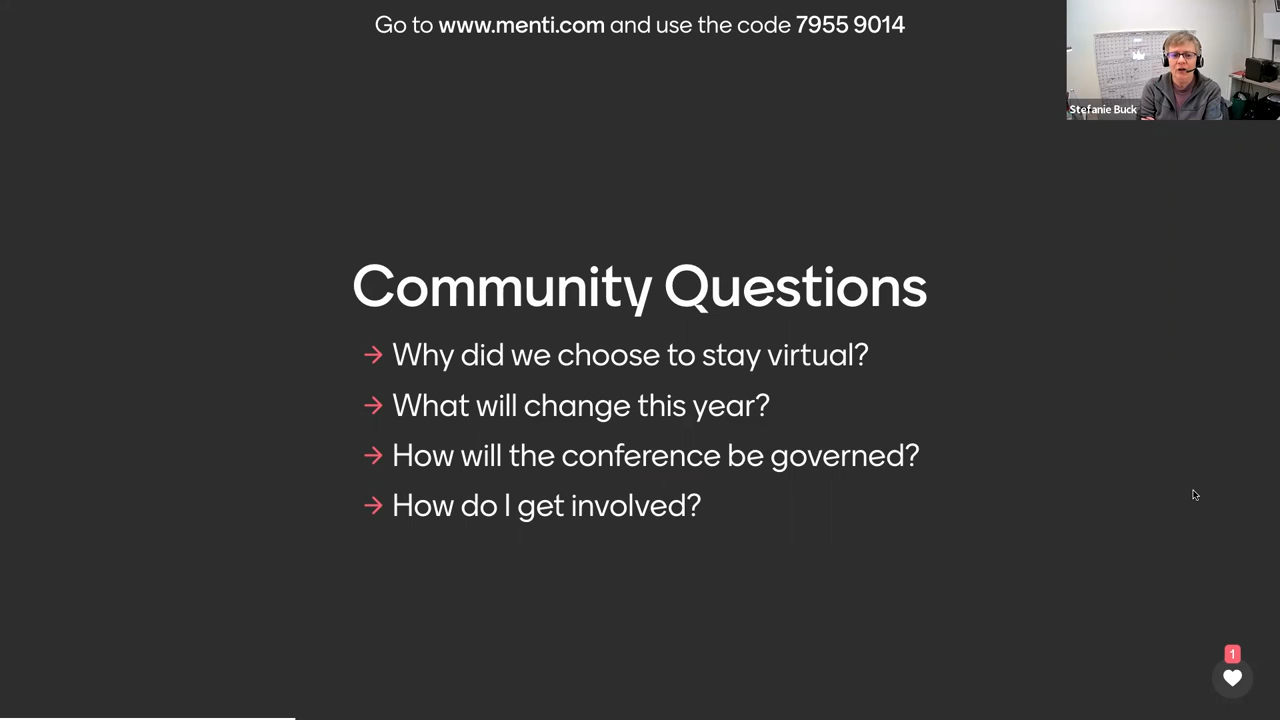 Go to www.menti.com and use the code 7955 9014
Stefanie Buck
Community Questions
→ Why did we choose to stay virtual?
→ What will change this year?
→ How will the conference be governed?
→ How do I get involved?
1